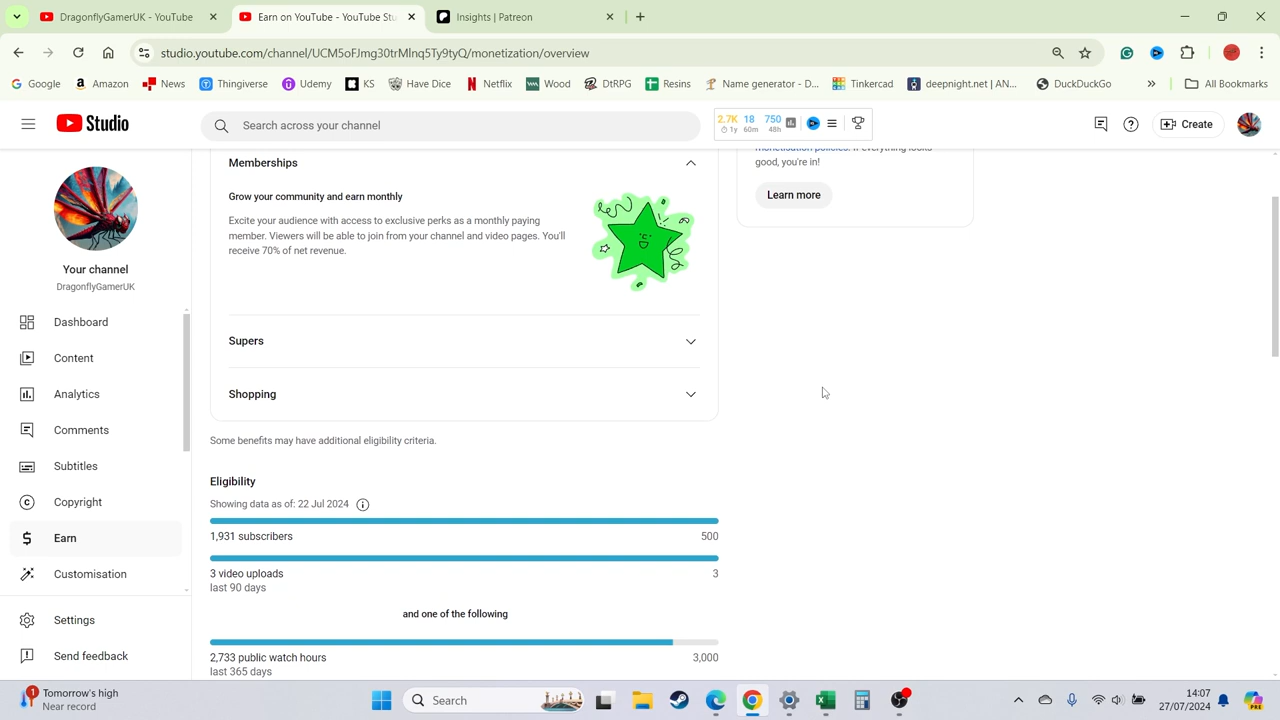 DragonflyGamerUK - YouTube
Earn on YouTube - YouTube Stu
Insights | Patreon
studio.youtube.com/channel/UCM5oFJmg30trMlnq5Ty9tyQ/monetization/overview
Google
Amazon
News
Thingiverse
Udemy
KS
Have Dice
Netflix
Wood
DtRPG
Resins
Name generator - D...
Tinkercad
deepnight.net | AN...
DuckDuckGo
All Bookmarks
Studio
Search across your channel
2.7K 18 750
1y 60m 48h
Create
Your channel
DragonflyGamerUK
Dashboard
Content
Analytics
Comments
Subtitles
Copyright
Earn
Customisation
Settings
Send feedback
Memberships
Grow your community and earn monthly
Excite your audience with access to exclusive perks as a monthly paying
member. Viewers will be able to join from your channel and video pages. You'll
receive 70% of net revenue.
Supers
Shopping
Some benefits may have additional eligibility criteria.
Eligibility
Showing data as of: 22 Jul 2024
1,931 subscribers 500
3 video uploads 3
last 90 days
and one of the following
2,733 public watch hours 3,000
last 365 days
monetisation policies. If everything looks
good, you're in!
Learn more
1
Tomorrow's high
Near record
Search
14:07
27/07/2024
PRE